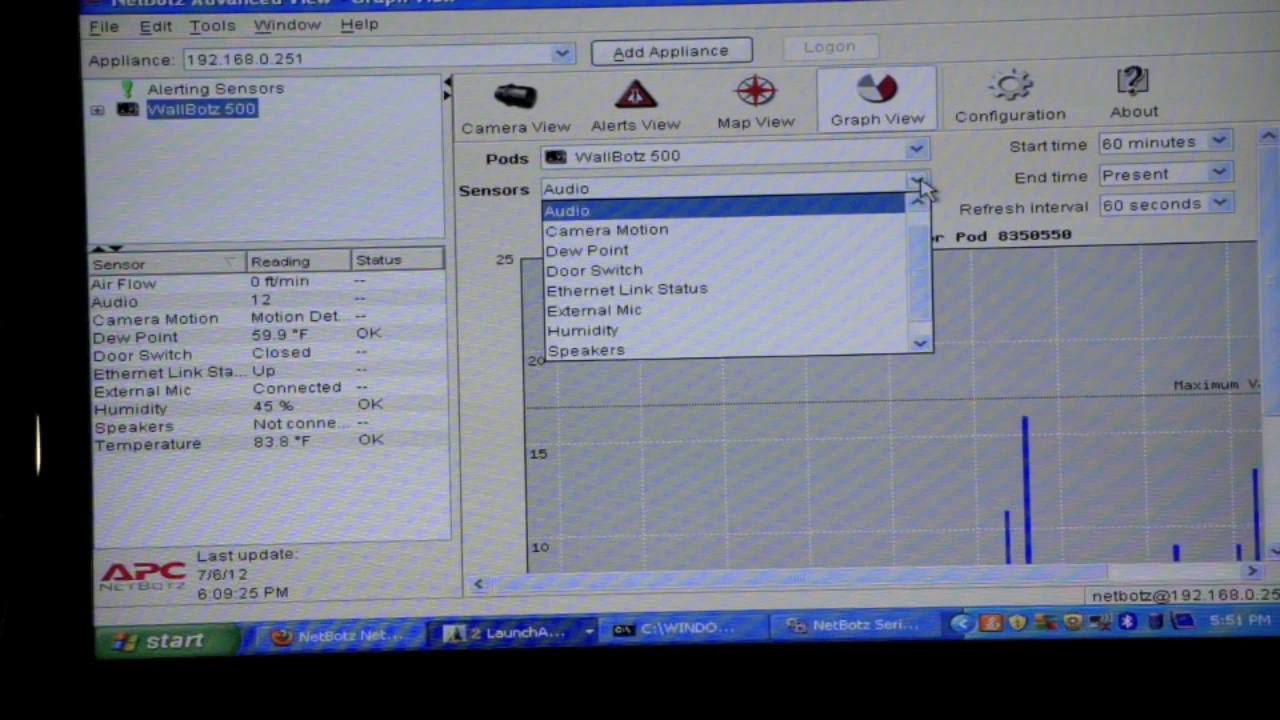 NetBotz Advanced View - Graph View
File Edit Tools Window Help
Appliance: 192.168.0.251 Add Appliance Logon
Alerting Sensors
WallBotz 500
Camera View Alerts View Map View Graph View Configuration About
Pods WallBotz 500
Sensors Audio
Start time 60 minutes
End time Present
Refresh interval 60 seconds
Audio
Camera Motion
Dew Point
Door Switch
Ethernet Link Status
External Mic
Humidity
Speakers
Pod 8350550
25
20
15
10
Maximum
Sensor Reading Status
Air Flow 0 ft/min --
Audio 12 --
Camera Motion Motion Det... --
Dew Point 59.9 °F OK
Door Switch Closed --
Ethernet Link Sta... Up --
External Mic Connected --
Humidity 45 % OK
Speakers Not conne... --
Temperature 83.8 °F OK
APC
NETBOTZ
Last update:
7/6/12
6:09:25 PM
netbotz@192.168.0.25
start NetBotz Net... 2 LaunchA... C:\WINDO... NetBotz Seri... 5:51 PM